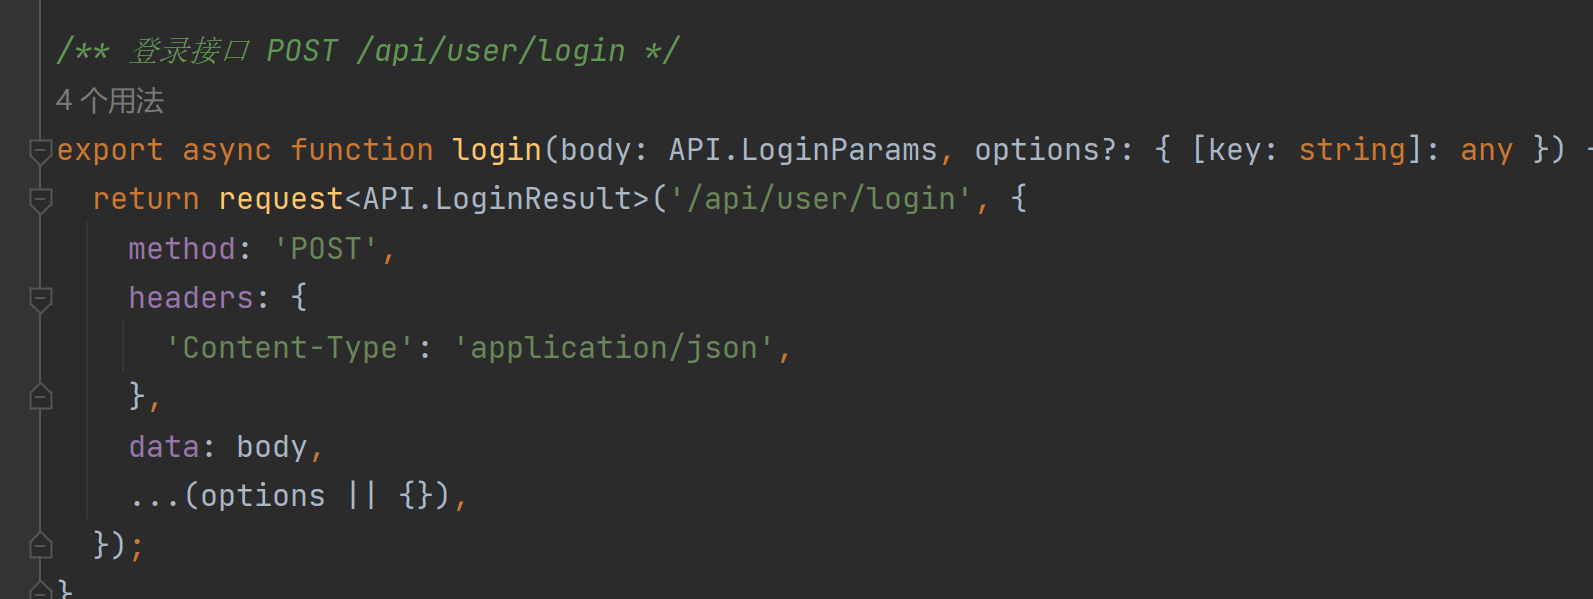 /** 登录接口 POST /api/user/login */
4 个用法
export async function login(body: API.LoginParams, options?: { [key: string]: any }) {
return request<API.LoginResult>('/api/user/login', {
method: 'POST',
headers: {
'Content-Type': 'application/json',
},
data: body,
...(options || {}),
});
}